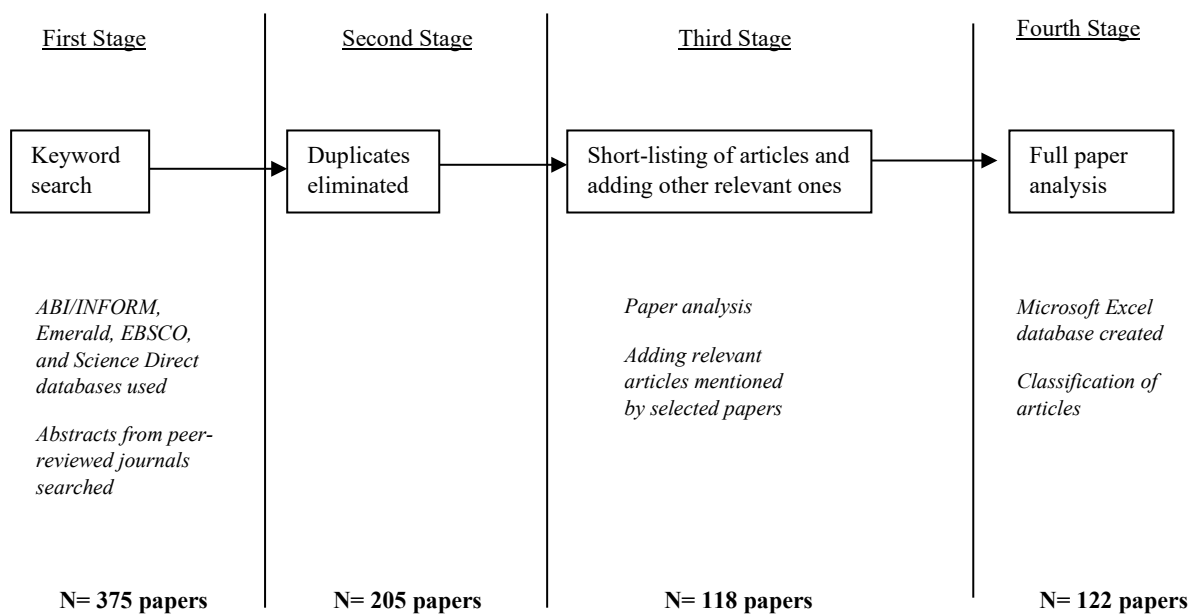 First Stage
Second Stage
Third Stage
Fourth Stage
Keyword
search
Duplicates
eliminated
Short-listing of articles and
adding other relevant ones
Full paper
analysis
ABI/INFORM,
Emerald, EBSCO,
and Science Direct
databases used
Abstracts from peer-
reviewed journals
searched
Paper analysis
Adding relevant
articles mentioned
by selected papers
Microsoft Excel
database created
Classification of
articles
N= 375 papers
N= 205 papers
N= 118 papers
N= 122 papers